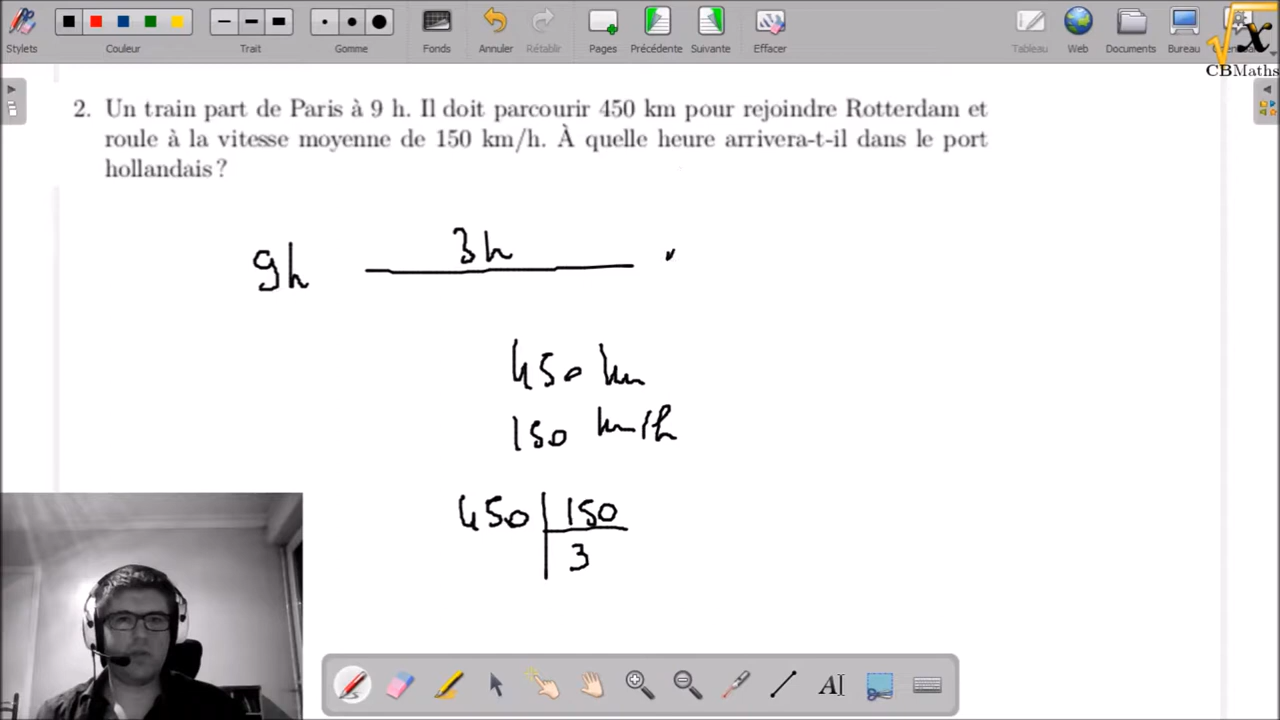 Stylets Couleur Trait Gomme Fonds Annuler Rétablir Pages Précédente Suivante Effacer Tableau Web Documents Bureau
CBMaths
2. Un train part de Paris à 9 h. Il doit parcourir 450 km pour rejoindre Rotterdam et
roule à la vitesse moyenne de 150 km/h. À quelle heure arrivera-t-il dans le port
hollandais ?
9h 3h
450 km
150 km/h
450 150
3